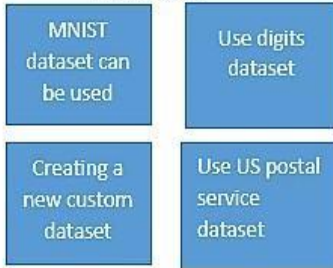 MNIST
dataset can
be used
Use digits
dataset
Creating a
new custom
dataset
Use US postal
service
dataset